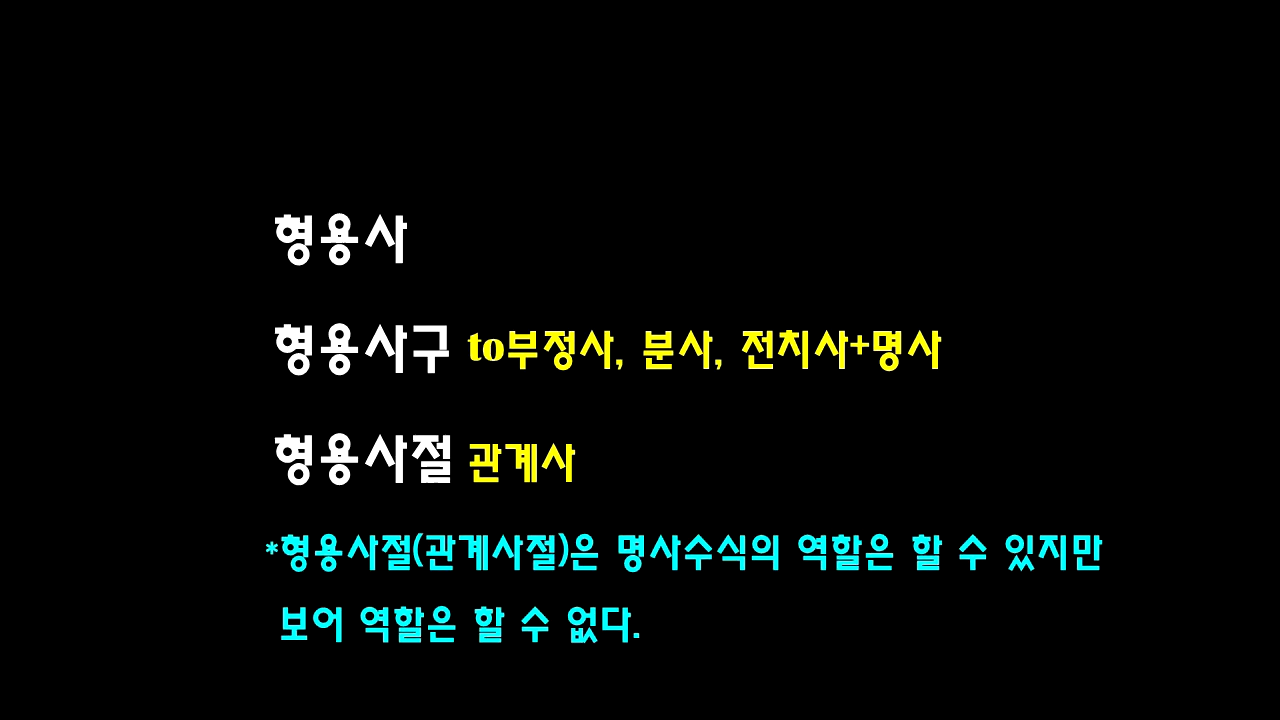 형용사
형용사구 to부정사, 분사, 전치사+명사
형용사절 관계사
*형용사절(관계사절)은 명사수식의 역할은 할 수 있지만
보어 역할은 할 수 없다.